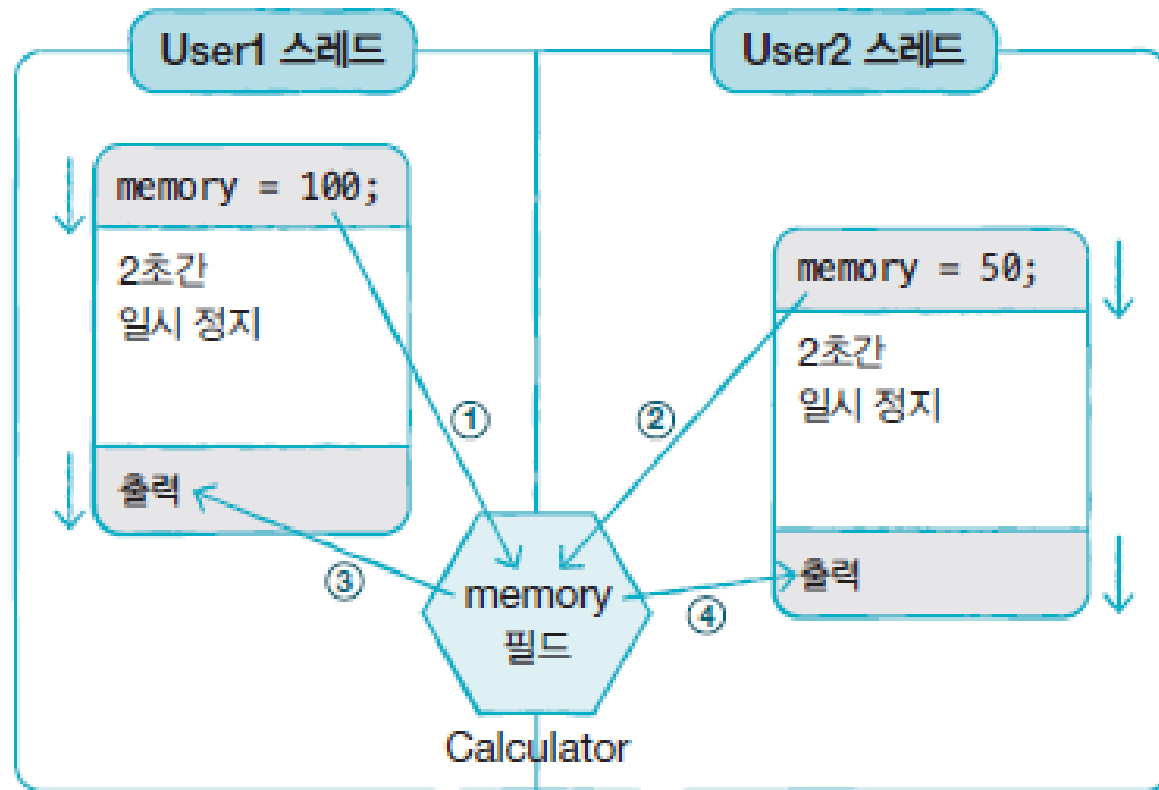 User1 스레드
User2 스레드
memory = 100;
2초간
일시 정지
출력
memory = 50;
2초간
일시 정지
출력
①
②
③
④
memory
필드
Calculator